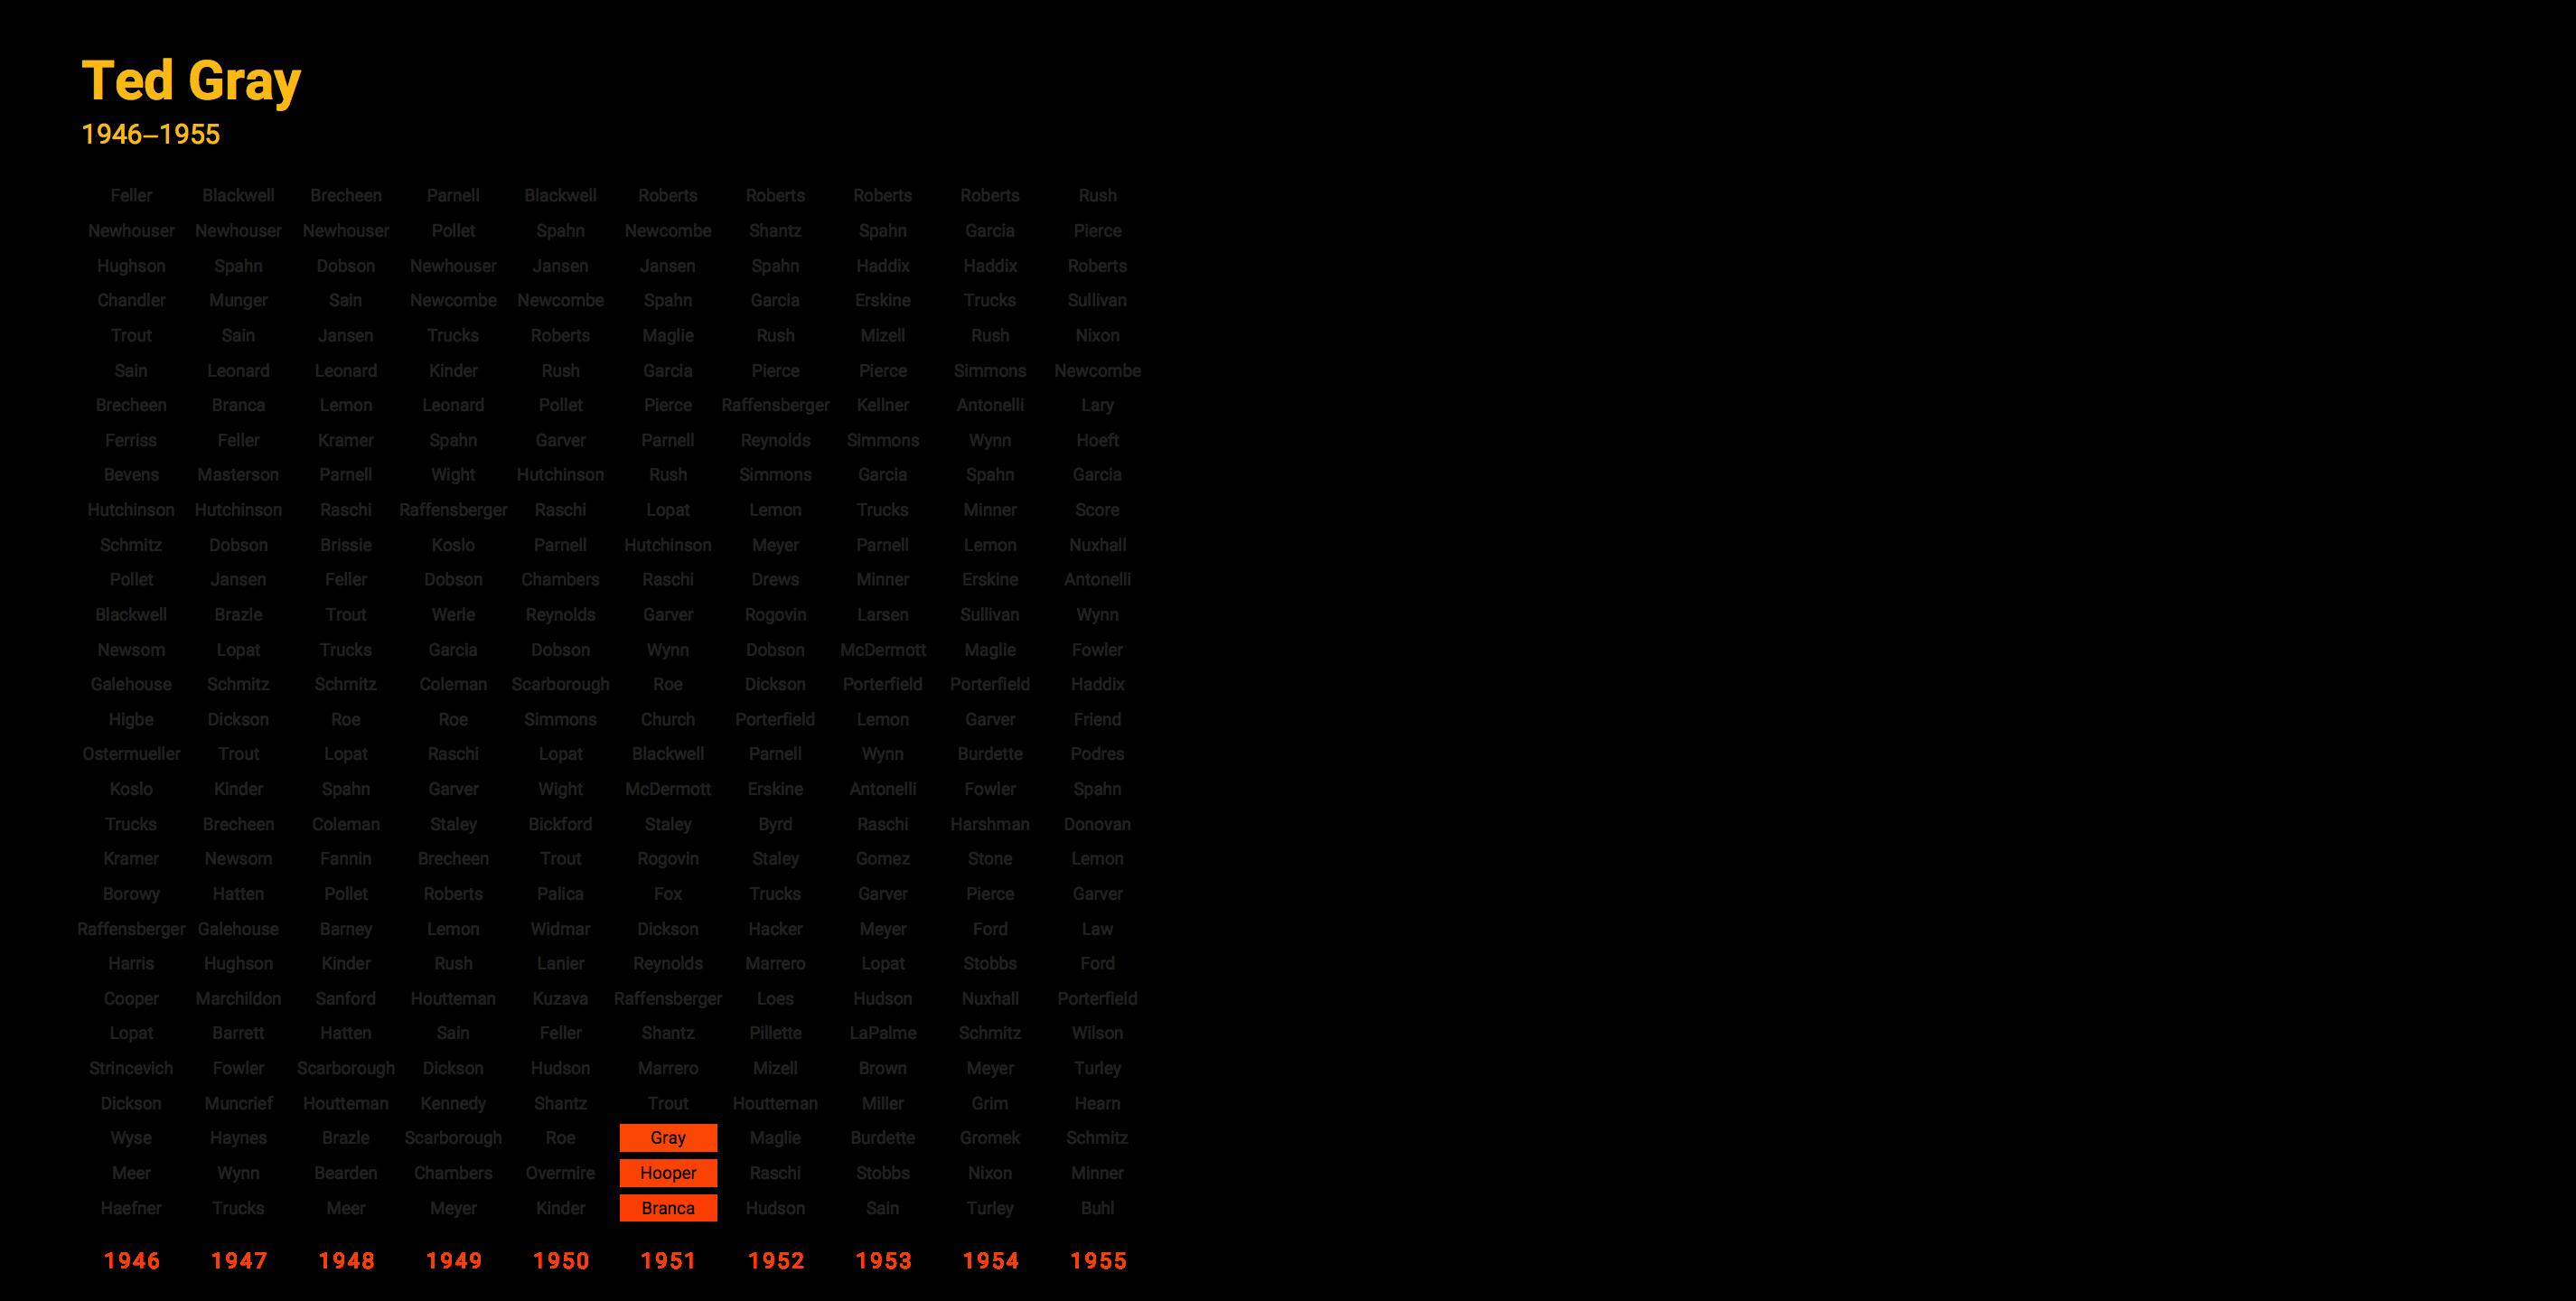 Ted Gray
1946–1955
Feller Blackwell Brecheen Parnell Blackwell Roberts Roberts Roberts Roberts Rush
Newhouser Newhouser Newhouser Pollet Spahn Newcombe Shantz Spahn Garcia Pierce
Hughson Spahn Dobson Newhouser Jansen Jansen Spahn Haddix Haddix Roberts
Chandler Munger Sain Newcombe Newcombe Spahn Garcia Erskine Trucks Sullivan
Trout Sain Jansen Trucks Roberts Maglie Rush Mizell Rush Nixon
Sain Leonard Leonard Kinder Rush Garcia Pierce Pierce Simmons Newcombe
Brecheen Branca Lemon Leonard Pollet Pierce Raffensberger Kellner Antonelli Lary
Ferriss Feller Kramer Spahn Garver Parnell Reynolds Simmons Wynn Hoeft
Bevens Masterson Parnell Wight Hutchinson Rush Simmons Garcia Spahn Garcia
Hutchinson Hutchinson Raschi Raffensberger Raschi Lopat Lemon Trucks Minner Score
Schmitz Dobson Brissie Koslo Parnell Hutchinson Meyer Parnell Lemon Nuxhall
Pollet Jansen Feller Dobson Chambers Raschi Drews Minner Erskine Antonelli
Blackwell Brazle Trout Werle Reynolds Garver Rogovin Larsen Sullivan Wynn
Newsom Lopat Trucks Garcia Dobson Wynn Dobson McDermott Maglie Fowler
Galehouse Schmitz Schmitz Coleman Scarborough Roe Dickson Porterfield Porterfield Haddix
Higbe Dickson Roe Roe Simmons Church Porterfield Lemon Garver Friend
Ostermueller Trout Lopat Raschi Lopat Blackwell Parnell Wynn Burdette Podres
Koslo Kinder Spahn Garver Wight McDermott Erskine Antonelli Fowler Spahn
Trucks Brecheen Coleman Staley Bickford Staley Byrd Raschi Harshman Donovan
Kramer Newsom Fannin Brecheen Trout Rogovin Staley Gomez Stone Lemon
Borowy Hatten Pollet Roberts Palica Fox Trucks Garver Pierce Garver
Raffensberger Galehouse Barney Lemon Widmar Dickson Hacker Meyer Ford Law
Harris Hughson Kinder Rush Lanier Reynolds Marrero Lopat Stobbs Ford
Cooper Marchildon Sanford Houtteman Kuzava Raffensberger Loes Hudson Nuxhall Porterfield
Lopat Barrett Hatten Sain Feller Shantz Pillette LaPalme Schmitz Wilson
Strincevich Fowler Scarborough Dickson Hudson Marrero Mizell Brown Meyer Turley
Dickson Muncrief Houtteman Kennedy Shantz Trout Houtteman Miller Grim Hearn
Wyse Haynes Brazle Scarborough Roe Gray Maglie Burdette Gromek Schmitz
Meer Wynn Bearden Chambers Overmire Hooper Raschi Stobbs Nixon Minner
Haefner Trucks Meer Meyer Kinder Branca Hudson Sain Turley Buhl
1946 1947 1948 1949 1950 1951 1952 1953 1954 1955